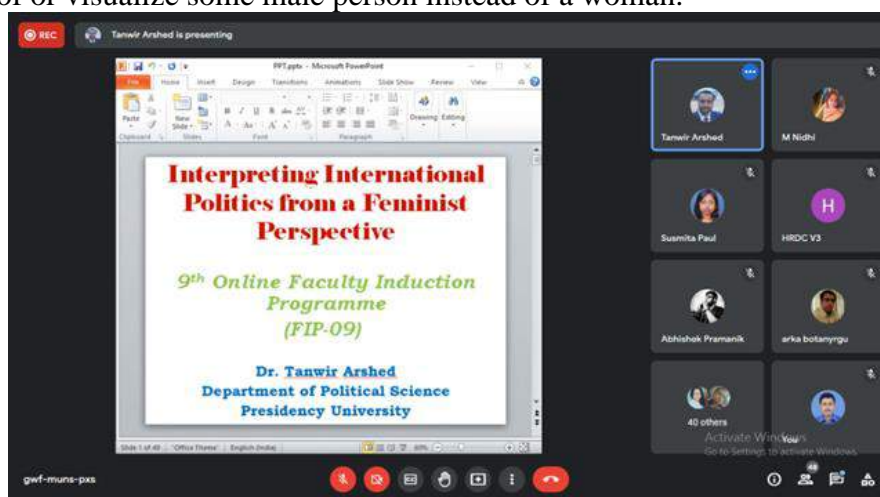 of or visualize some male person instead of a woman.
REC
Tanwir Arshed is presenting
PPT.pptx - Microsoft PowerPoint
File Home Insert Design Transitions Animations Slide Show Review View
Paste
New
Slide
Drawing Editing
Clipboard Slides Font Paragraph
Interpreting International
Politics from a Feminist
Perspective
9th Online Faculty Induction
Programme
(FIP-09)
Dr. Tanwir Arshed
Department of Political Science
Presidency University
Slide 1 of 49 "Office Theme" English (India) 69%
Tanwir Arshed
M Nidhi
Susmita Paul
H
HRDC V3
Abhishek Pramanik
arka botanyrgu
40 others
You
Activate Windows
Go to Settings to activate Windows.
gwf-muns-pxs
48